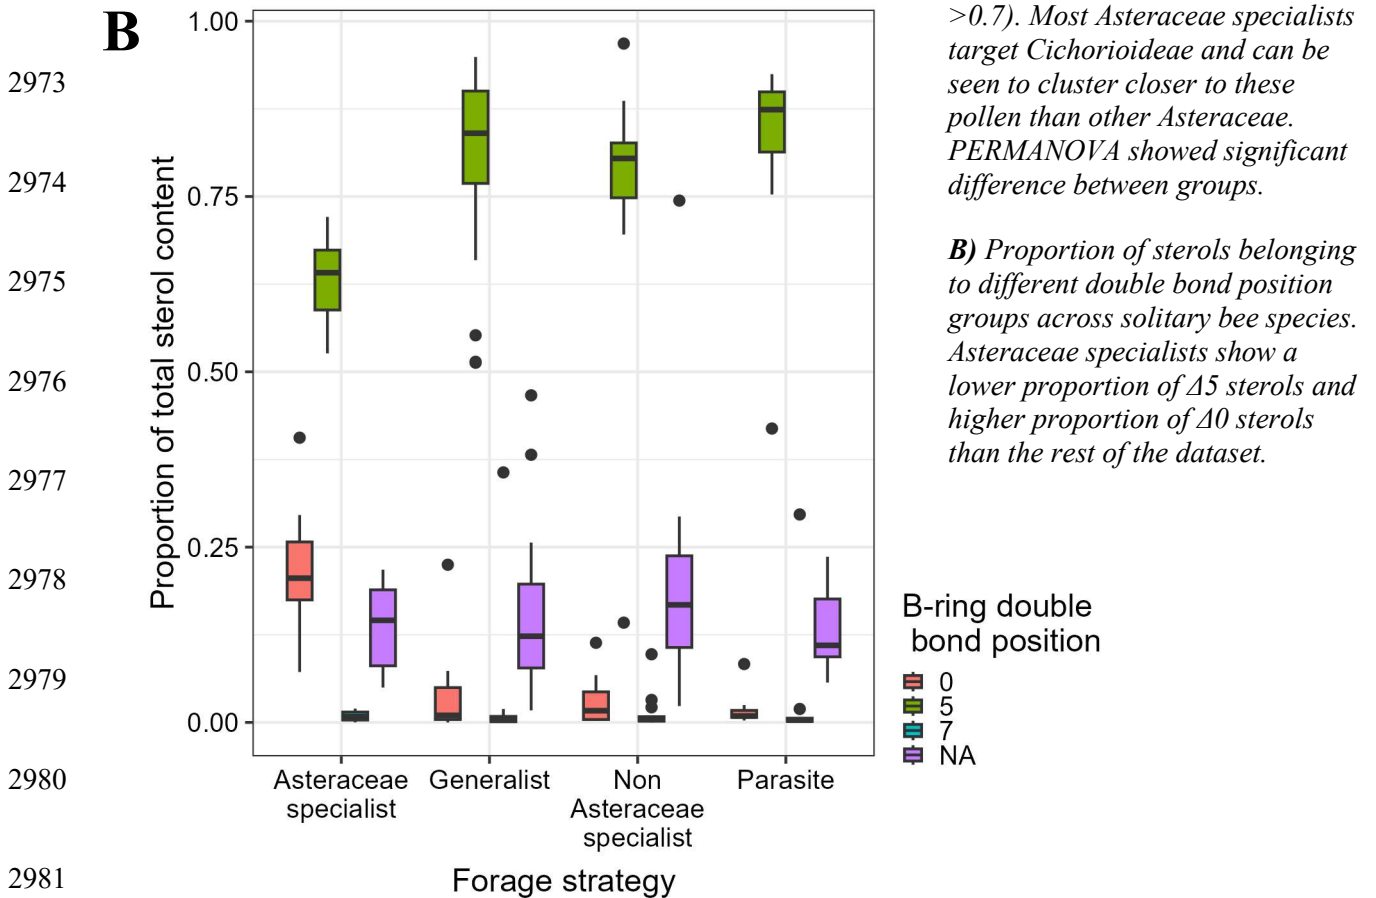 B
>0.7). Most Asteraceae specialists
target Cichorioideae and can be
seen to cluster closer to these
pollen than other Asteraceae.
PERMANOVA showed significant
difference between groups.
B) Proportion of sterols belonging
to different double bond position
groups across solitary bee species.
Asteraceae specialists show a
lower proportion of Δ5 sterols and
higher proportion of Δ0 sterols
than the rest of the dataset.
2973
2974
2975
2976
2977
2978
2979
2980
2981
Proportion of total sterol content
1.00
0.75
0.50
0.25
0.00
Asteraceae
specialist
Generalist
Non
Asteraceae
specialist
Parasite
Forage strategy
B-ring double
bond position
0
5
7
NA